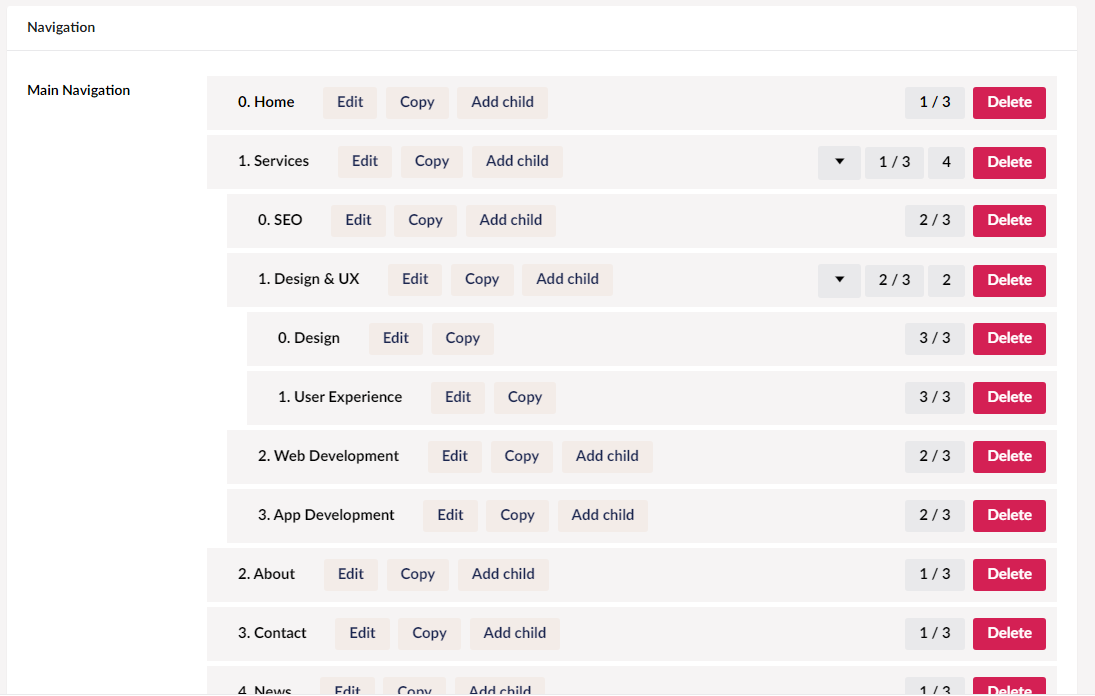 Navigation
Main Navigation
0. Home Edit Copy Add child 1 / 3 Delete
1. Services Edit Copy Add child 1 / 3 4 Delete
0. SEO Edit Copy Add child 2 / 3 Delete
1. Design & UX Edit Copy Add child 2 / 3 2 Delete
0. Design Edit Copy 3 / 3 Delete
1. User Experience Edit Copy 3 / 3 Delete
2. Web Development Edit Copy Add child 2 / 3 Delete
3. App Development Edit Copy Add child 2 / 3 Delete
2. About Edit Copy Add child 1 / 3 Delete
3. Contact Edit Copy Add child 1 / 3 Delete
4. News Edit Copy Add child 1 / 3 Delete